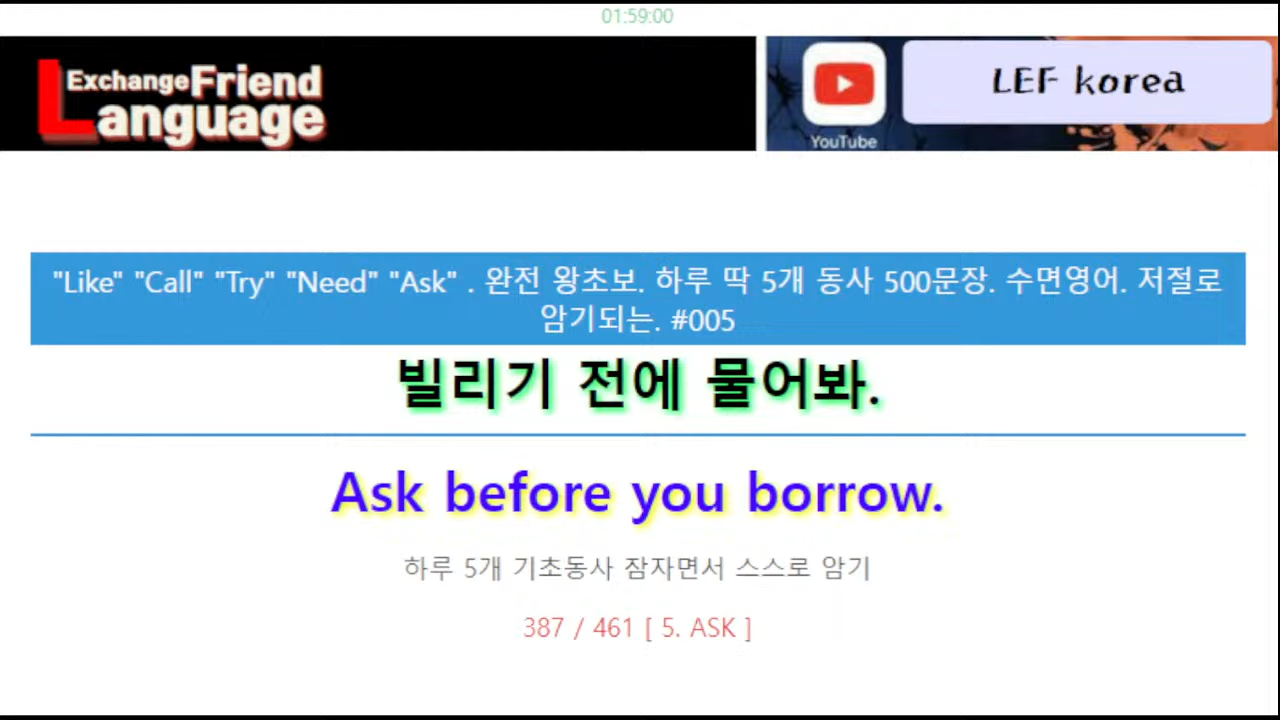 01:59:00
ExchangeFriend
Language
LEF korea
YouTube
"Like" "Call" "Try" "Need" "Ask" . 완전 왕초보. 하루 딱 5개 동사 500문장. 수면영어. 저절로
암기되는. #005
빌리기 전에 물어봐.
Ask before you borrow.
하루 5개 기초동사 잠자면서 스스로 암기
387 / 461 [ 5. ASK ]